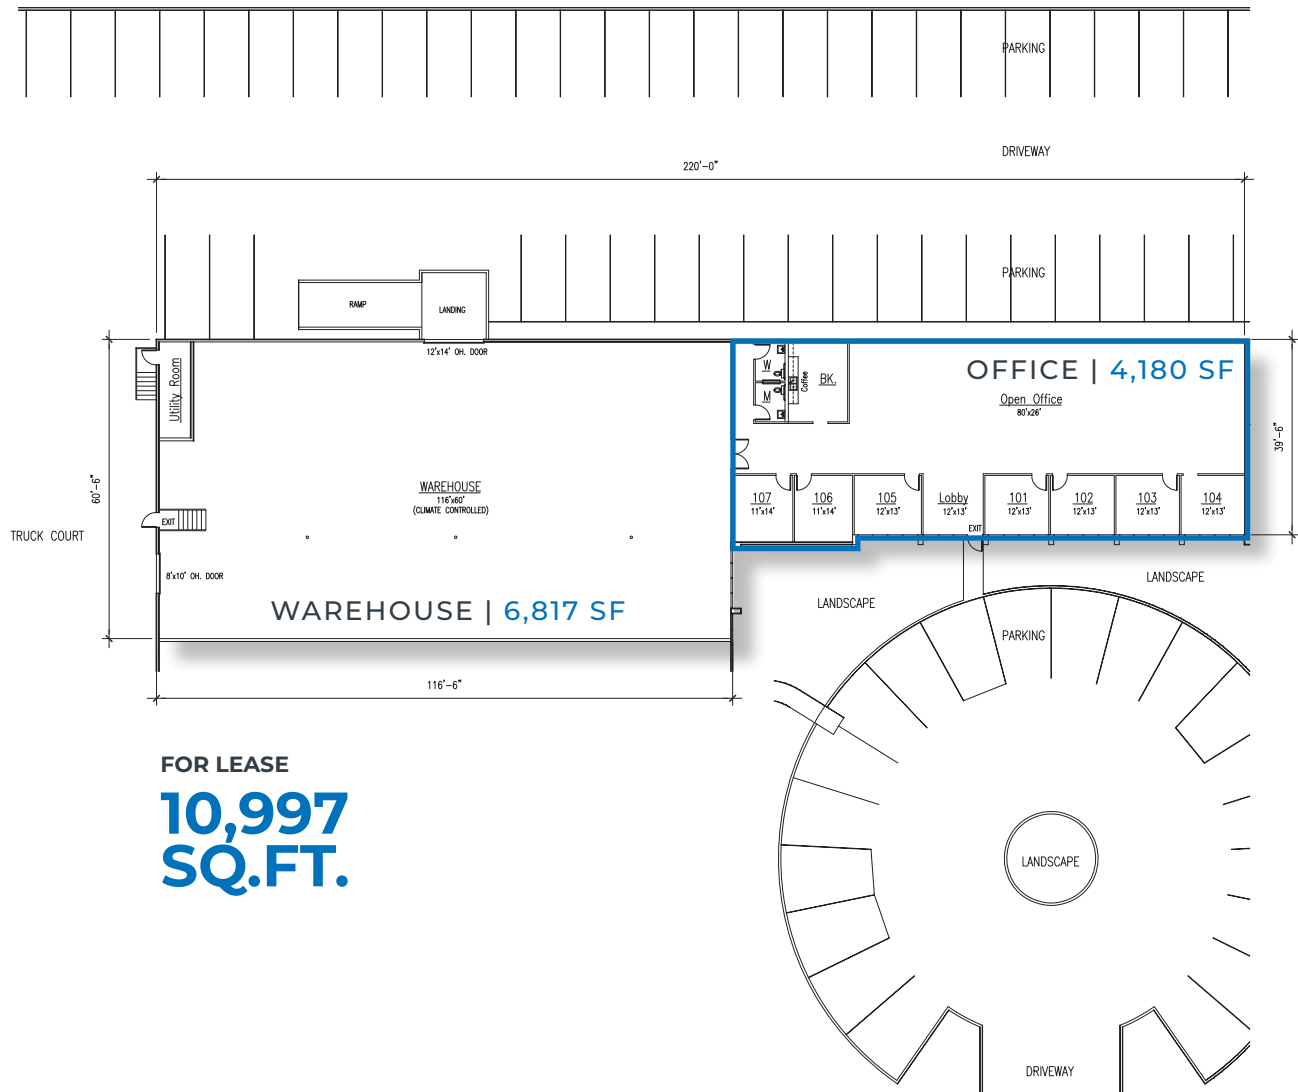 PARKING
DRIVEWAY
220'-0"
PARKING
RAMP
LANDING
12'x14' OH. DOOR
Utility Room
W
M
Coffee
BK.
OFFICE | 4,180 SF
Open Office
80'x26'
39'-6"
60'-6"
WAREHOUSE
116'x60'
(CLIMATE CONTROLLED)
107
11'x14'
106
11'x14'
105
12'x13'
Lobby
12'x13'
EXIT
101
12'x13'
102
12'x13'
103
12'x13'
104
12'x13'
EXIT
TRUCK COURT
8'x10' OH. DOOR
WAREHOUSE | 6,817 SF
LANDSCAPE
LANDSCAPE
PARKING
116'-6"
FOR LEASE
10,997
SQ.FT.
LANDSCAPE
DRIVEWAY